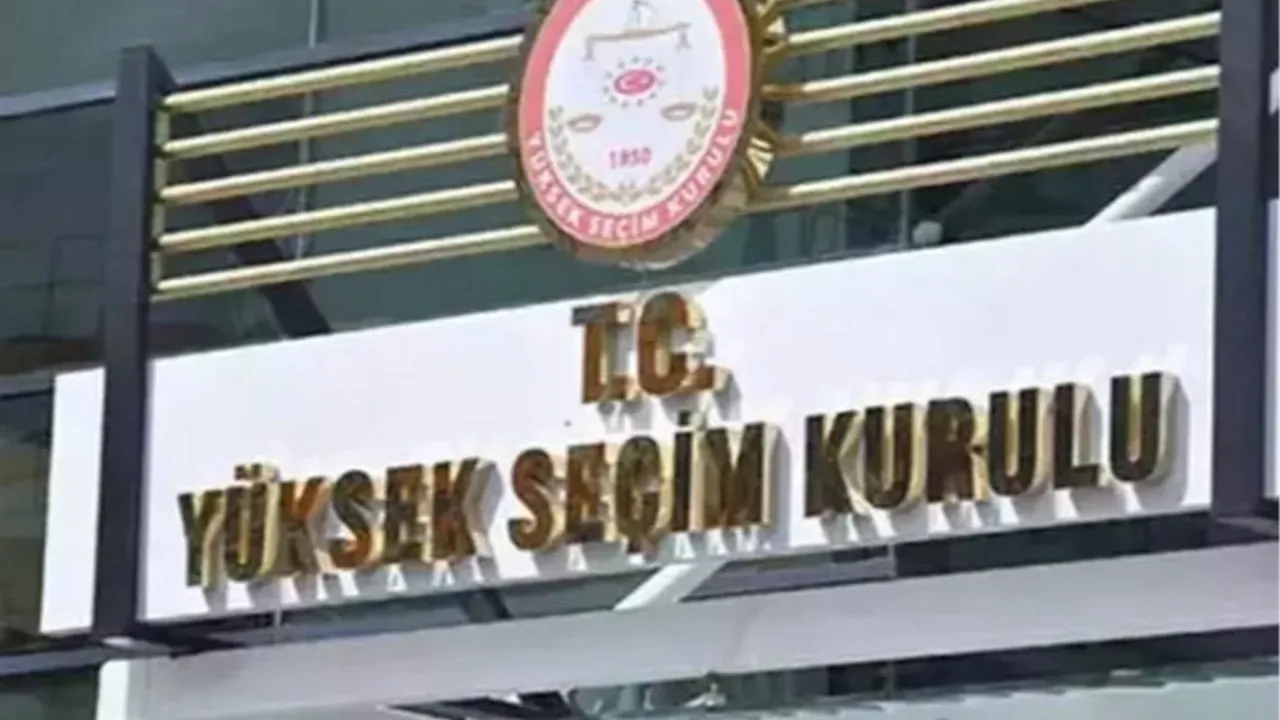 1950
YÜKSEK SEÇİM KURULU
T.C.
YÜKSEK SEÇİM KURULU